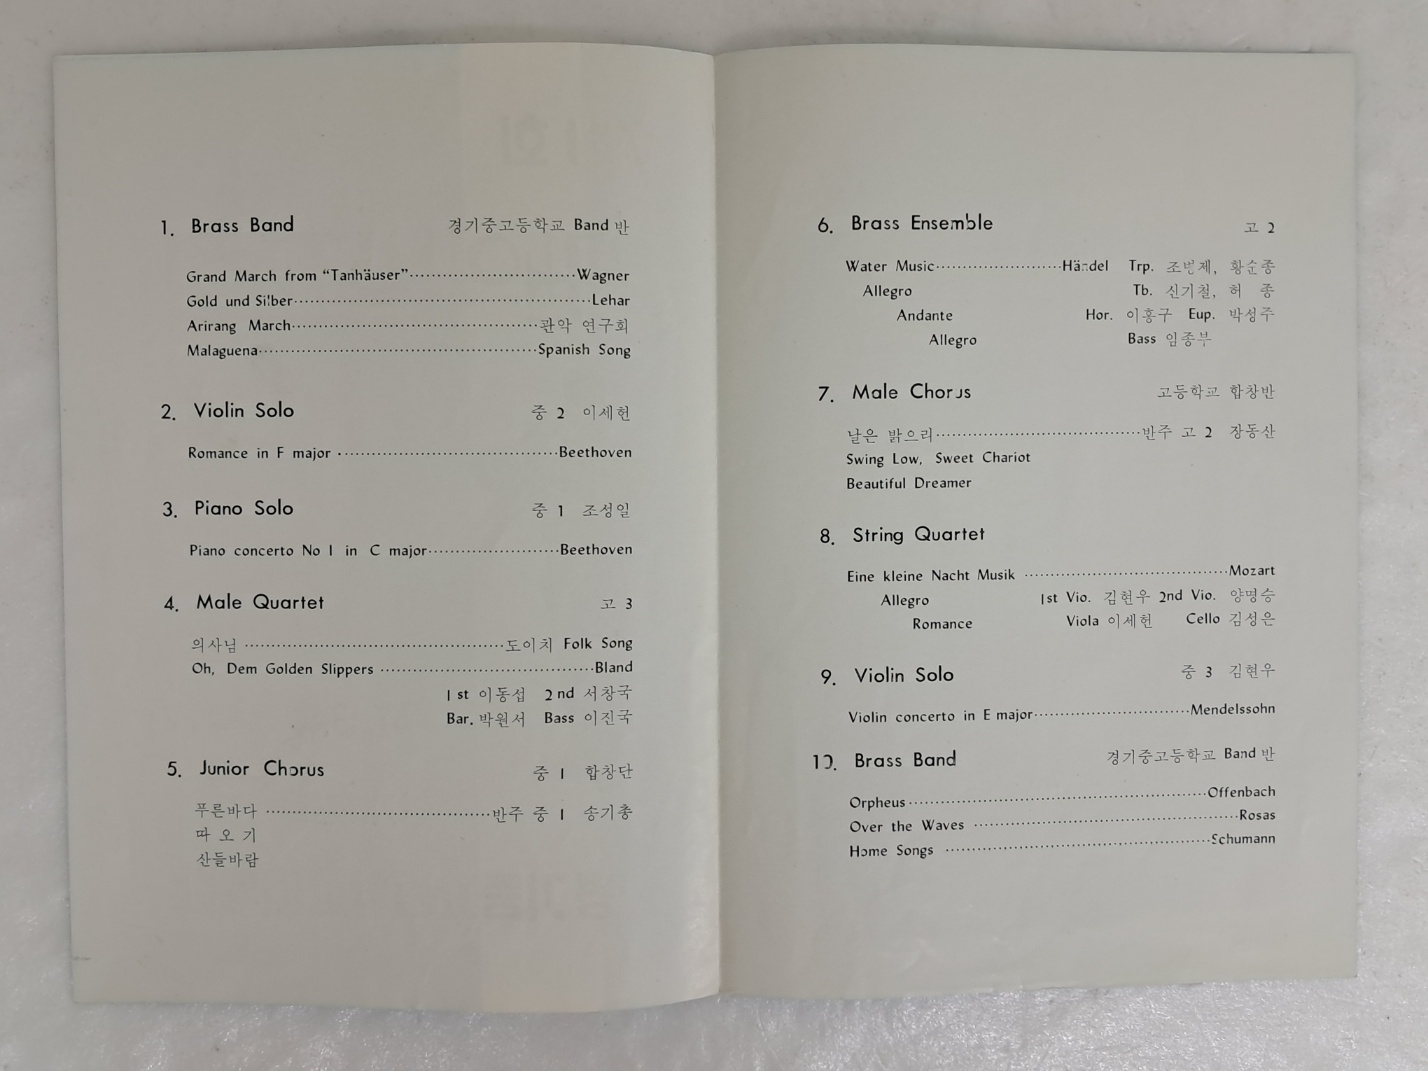 1. Brass Band 경기중고등학교 Band 반
Grand March from “Tanhäuser”······Wagner
Gold und Silber······Lehar
Arirang March······관악 연구회
Malaguena······Spanish Song
2. Violin Solo 중 2 이세헌
Romance in F major······Beethoven
3. Piano Solo 중 1 조성일
Piano concerto No 1 in C major······Beethoven
4. Male Quartet 고 3
의사님······도이치 Folk Song
Oh, Dem Golden Slippers······Bland
1 st 이동섭 2 nd 서창국
Bar. 박원서 Bass 이진국
5. Junior Chorus 중 1 합창단
푸른바다······반주 중 1 송기총
따 오 기
산들바람
6. Brass Ensemble 고 2
Water Music······Händel Trp. 조병제, 황순종
Allegro Tb. 신기철, 허 종
Andante Hor. 이흥구 Eup. 박성주
Allegro Bass 임종부
7. Male Chorus 고등학교 합창반
날은 밝으리······반주 고 2 장동산
Swing Low, Sweet Chariot
Beautiful Dreamer
8. String Quartet
Eine kleine Nacht Musik······Mozart
Allegro 1st Vio. 김현우 2nd Vio. 양명승
Romance Viola 이세헌 Cello 김성은
9. Violin Solo 중 3 김현우
Violin concerto in E major······Mendelssohn
10. Brass Band 경기중고등학교 Band 반
Orpheus······Offenbach
Over the Waves······Rosas
Home Songs······Schumann